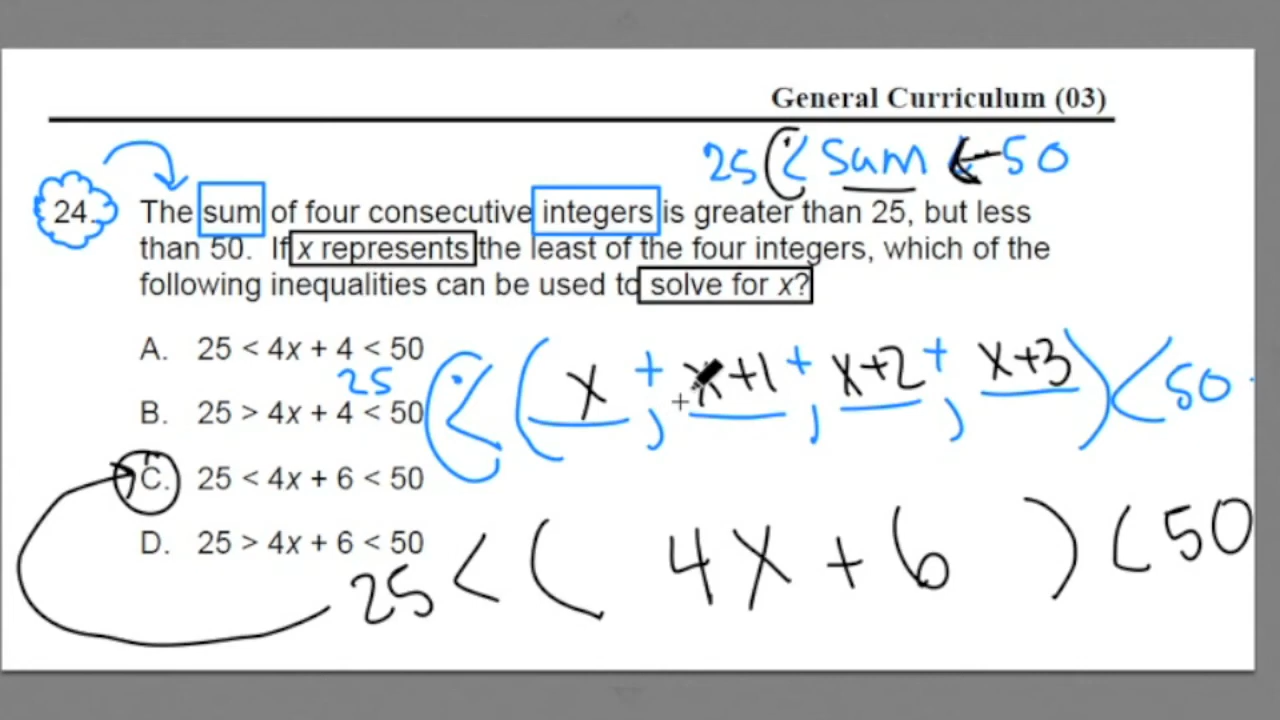 General Curriculum (03)
25 < Sum < 50
24. The sum of four consecutive integers is greater than 25, but less
than 50. If x represents the least of the four integers, which of the
following inequalities can be used to solve for x?
A. 25 < 4x + 4 < 50
25 < (x + x+1 + x+2 + x+3) < 50
B. 25 > 4x + 4 < 50
C. 25 < 4x + 6 < 50
D. 25 > 4x + 6 < 50
25 < ( 4x + 6 ) < 50